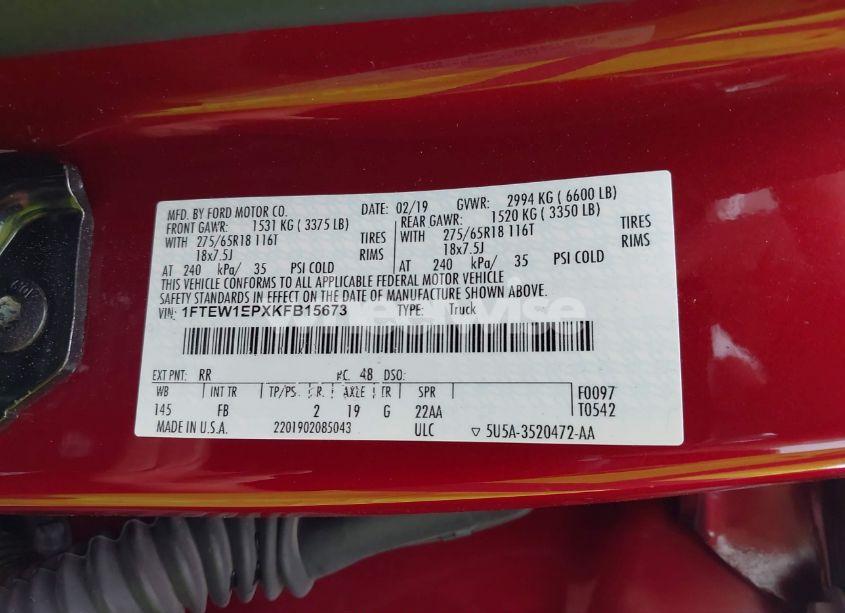 MFD. BY FORD MOTOR CO. DATE: 02/19 GVWR: 2994 KG ( 6600 LB)
FRONT GAWR: 1531 KG ( 3375 LB) REAR GAWR: 1520 KG ( 3350 LB)
WITH 275/65R18 116T TIRES WITH 275/65R18 116T TIRES
18x7.5J RIMS 18x7.5J RIMS
AT 240 kPa/ 35 PSI COLD AT 240 kPa/ 35 PSI COLD
THIS VEHICLE CONFORMS TO ALL APPLICABLE FEDERAL MOTOR VEHICLE
SAFETY STANDARDS IN EFFECT ON THE DATE OF MANUFACTURE SHOWN ABOVE.
VIN: 1FTEW1EPXKFB15673 TYPE: Truck
EXT PNT: RR RC: 48 DSO:
WB INT TR TP/PS R AXLE TR SPR F0097
145 FB 2 19 G 22AA T0542
MADE IN U.S.A. 2201902085043 ULC ▽ 5U5A-3520472-AA